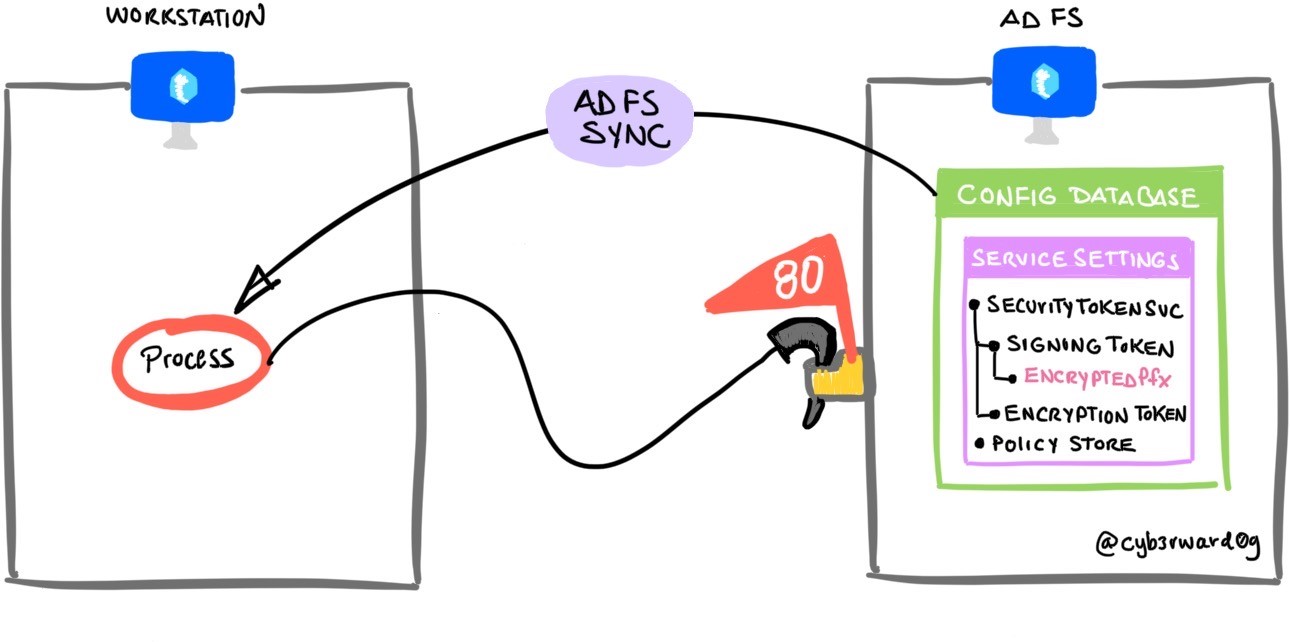 WORKSTATION
AD FS
AD FS
SYNC
CONFIG DATABASE
SERVICE SETTINGS
SECURITYTOKENSVC
SIGNING TOKEN
ENCRYPTEDPfx
ENCRYPTION TOKEN
POLICY STORE
80
Process
@cyb3rward0g